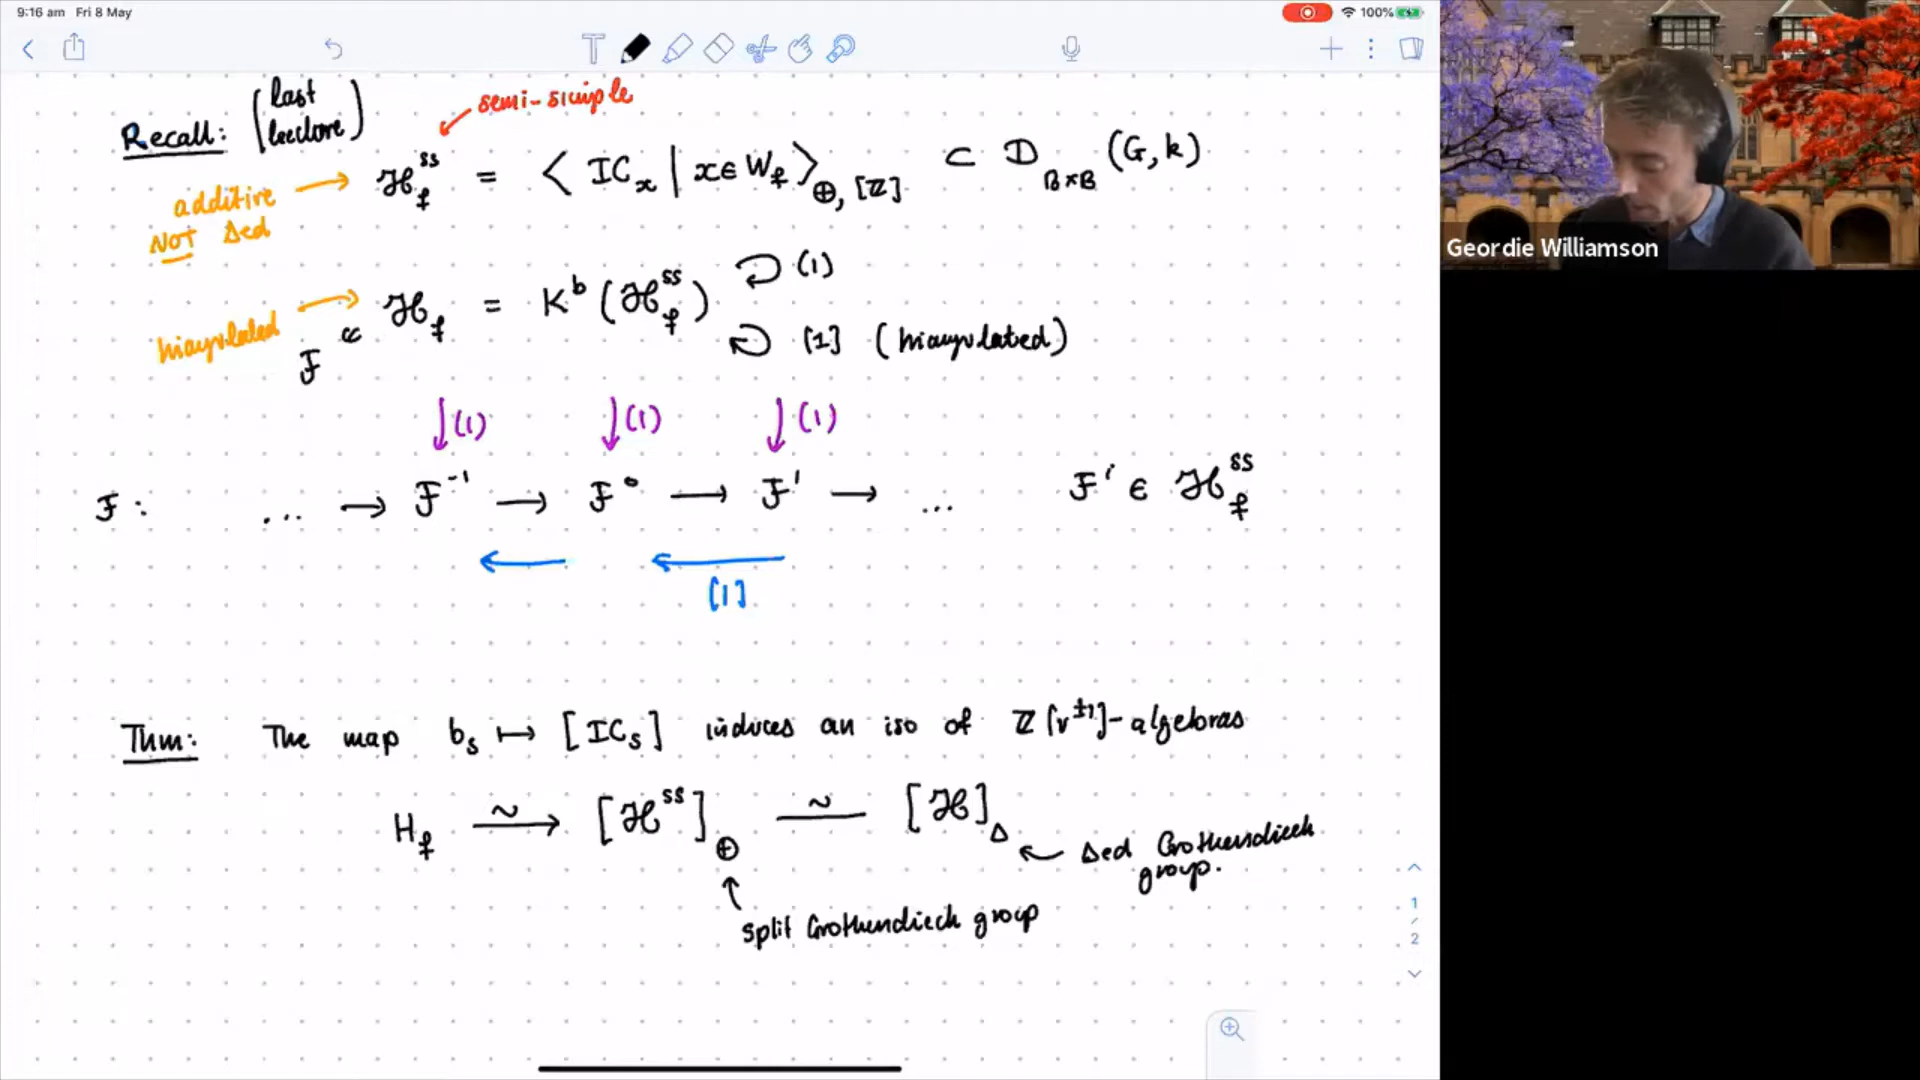 9:16 am Fri 8 May
100%
Recall: (last lecture)
semi-simple
additive NOT Δed
ℋ_f^ss = ⟨ IC_x | x ∈ W_f ⟩_{⊕, [ℤ]} ⊂ D_{B×B} (G, k)
triangulated
F ∈ ℋ_f = K^b (ℋ_f^ss) (1)
[1] (triangulated)
↓(1) ↓(1) ↓(1)
F: ... → F^-1 → F^0 → F^1 → ... F^i ∈ ℋ_f^ss
[1]
Thm: The map b_s ↦ [IC_s] induces an iso of ℤ[v^±1]-algebras
H_f ~→ [ℋ^ss]_⊕ ~ [ℋ]_Δ
Δed Grothendieck group.
split Grothendieck group
1
/
2
Geordie Williamson